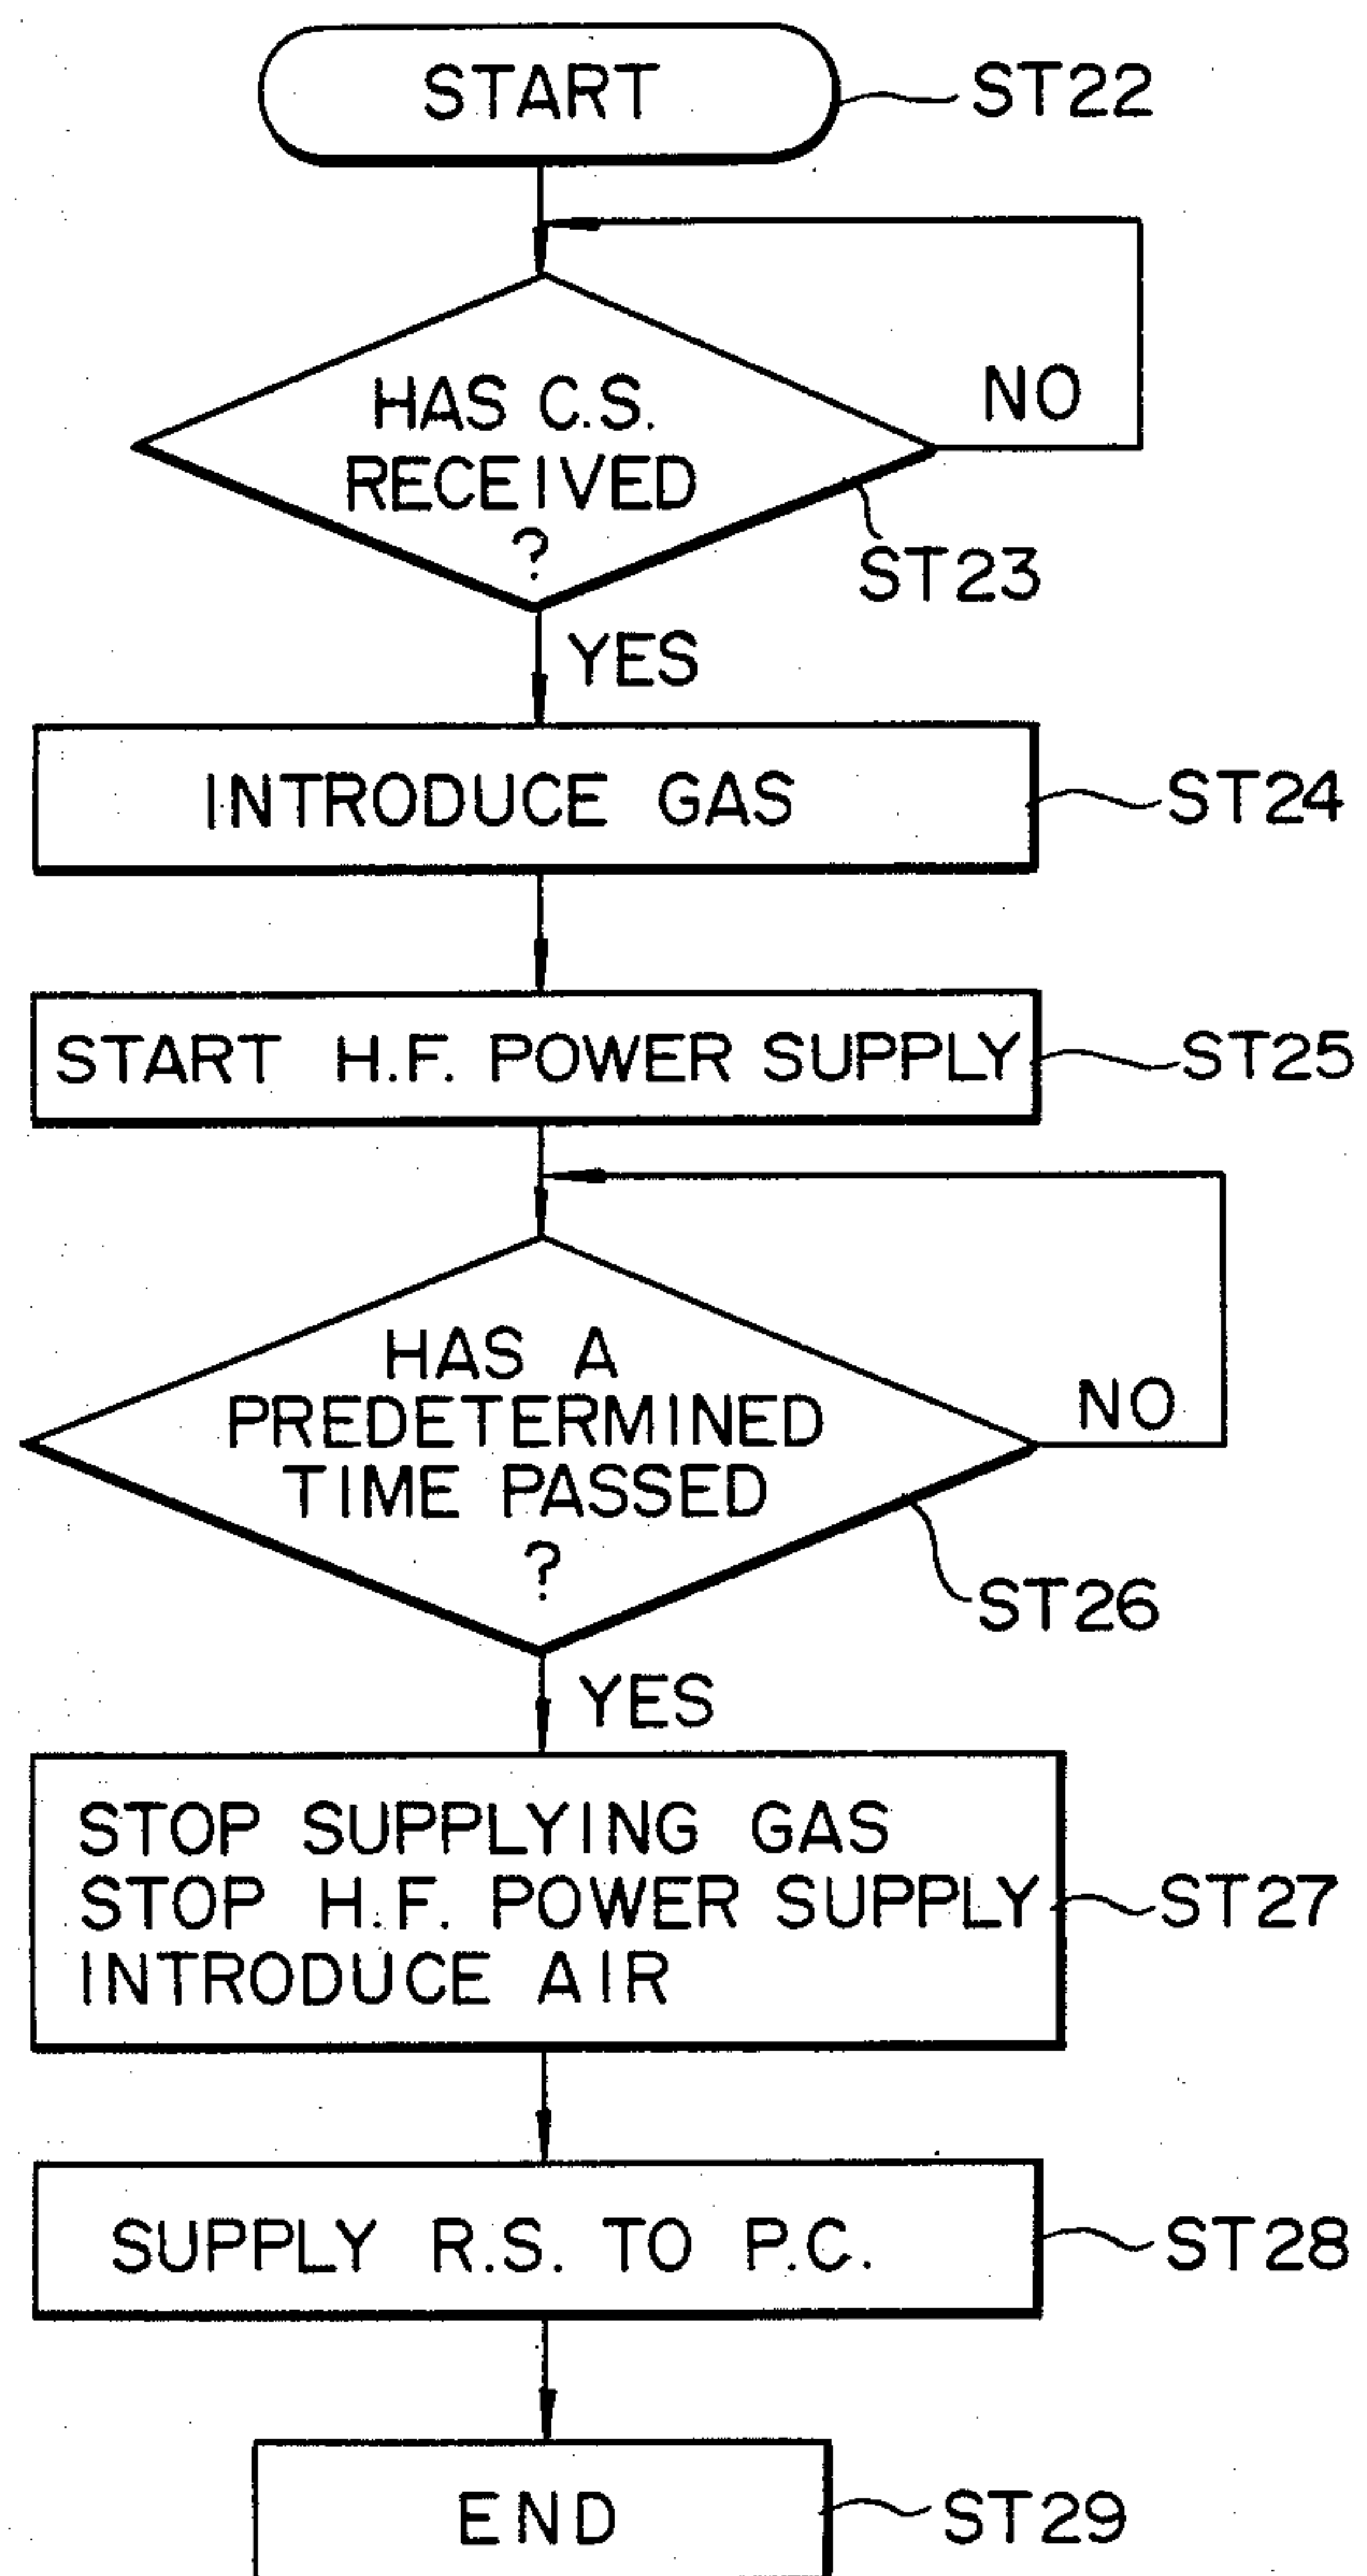 START
ST22
HAS C.S.
RECEIVED
?
NO
ST23
YES
INTRODUCE GAS
ST24
START H.F. POWER SUPPLY
ST25
HAS A
PREDETERMINED
TIME PASSED
?
NO
ST26
YES
STOP SUPPLYING GAS
STOP H.F. POWER SUPPLY
INTRODUCE AIR
ST27
SUPPLY R.S. TO P.C.
ST28
END
ST29